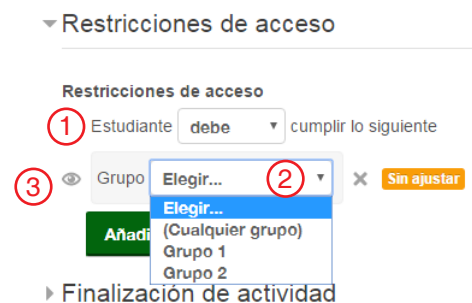 Restricciones de acceso
Restricciones de acceso
1 Estudiante debe cumplir lo siguiente
3 Grupo Elegir... 2 Sin ajustar
Elegir...
(Cualquier grupo)
Grupo 1
Grupo 2
Añadi
Finalización de actividad